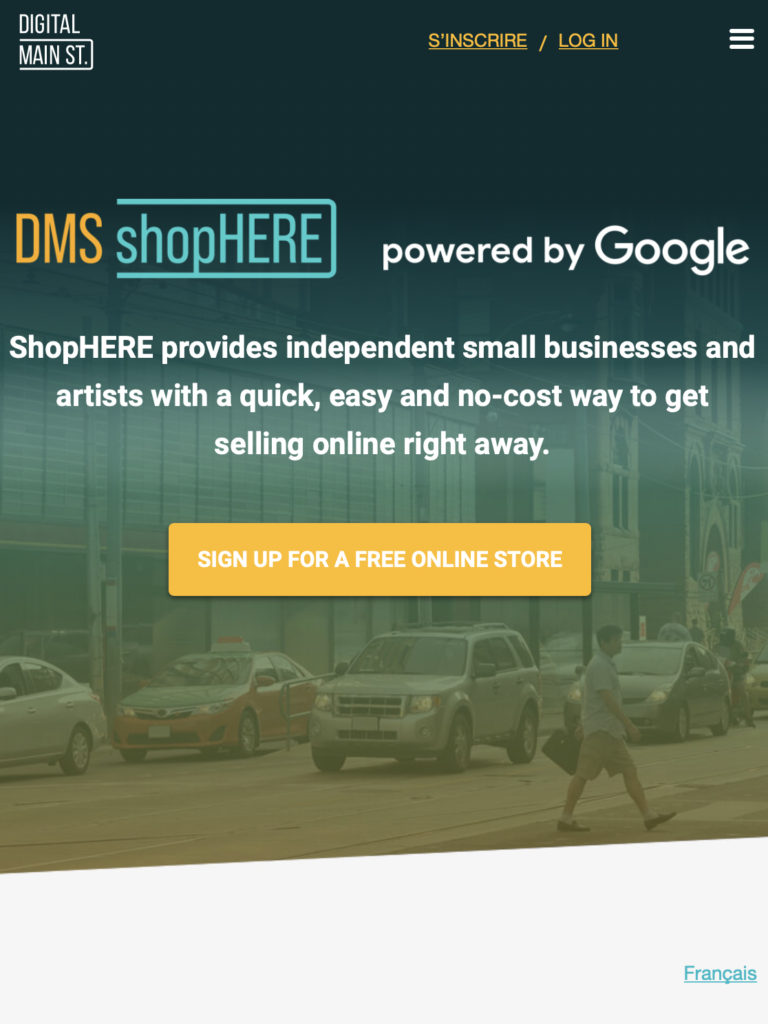 DIGITAL
MAIN ST.
S’INSCRIRE / LOG IN
DMS shopHERE powered by Google
ShopHERE provides independent small businesses and
artists with a quick, easy and no-cost way to get
selling online right away.
SIGN UP FOR A FREE ONLINE STORE
Français